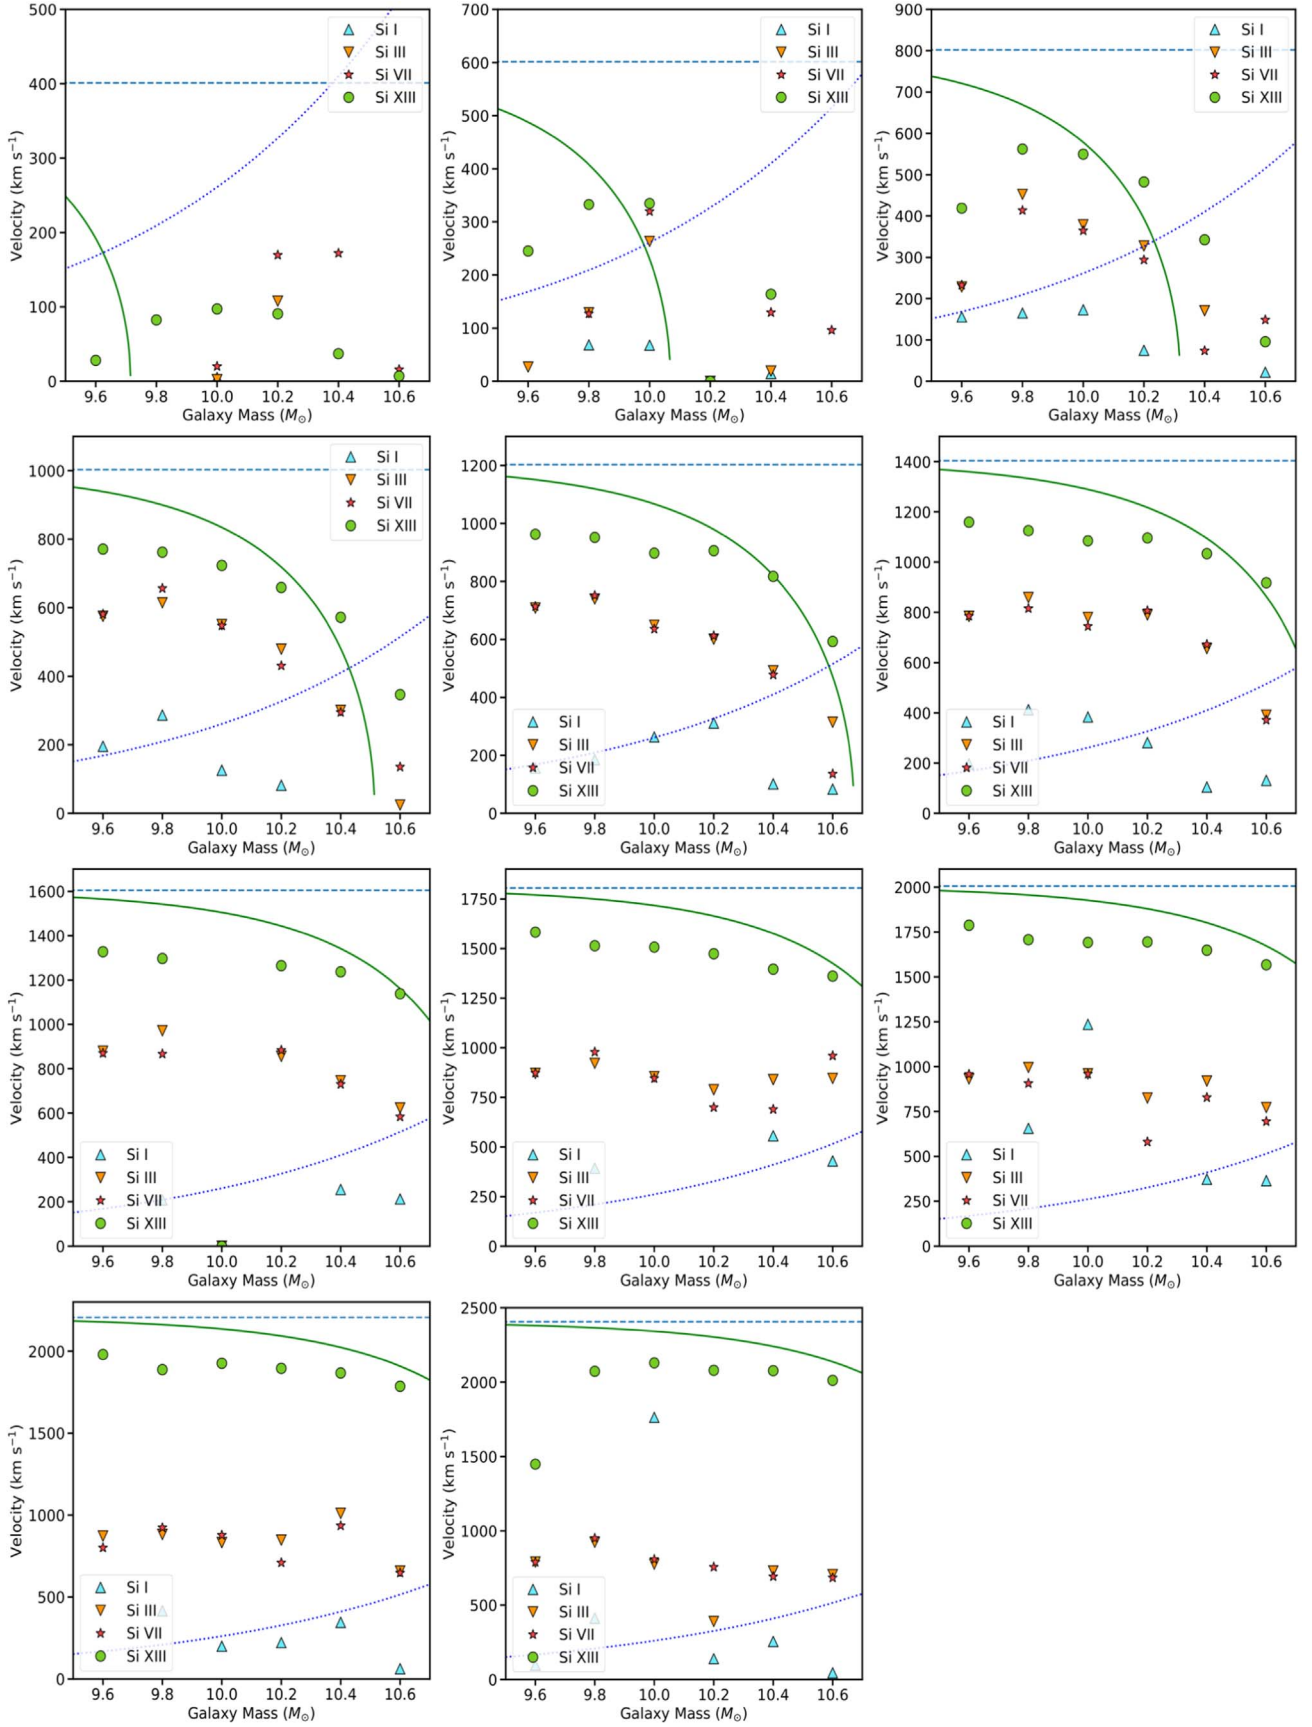 500
400
300
200
100
0
Velocity (km s⁻¹)
Si I
Si III
Si VII
Si XIII
9.6 9.8 10.0 10.2 10.4 10.6
Galaxy Mass (M⊙)
700
600
500
400
300
200
100
0
Velocity (km s⁻¹)
Si I
Si III
Si VII
Si XIII
9.6 9.8 10.0 10.2 10.4 10.6
Galaxy Mass (M⊙)
900
800
700
600
500
400
300
200
100
0
Velocity (km s⁻¹)
Si I
Si III
Si VII
Si XIII
9.6 9.8 10.0 10.2 10.4 10.6
Galaxy Mass (M⊙)
1000
800
600
400
200
0
Velocity (km s⁻¹)
Si I
Si III
Si VII
Si XIII
9.6 9.8 10.0 10.2 10.4 10.6
Galaxy Mass (M⊙)
1200
1000
800
600
400
200
0
Velocity (km s⁻¹)
Si I
Si III
Si VII
Si XIII
9.6 9.8 10.0 10.2 10.4 10.6
Galaxy Mass (M⊙)
1400
1200
1000
800
600
400
200
0
Velocity (km s⁻¹)
Si I
Si III
Si VII
Si XIII
9.6 9.8 10.0 10.2 10.4 10.6
Galaxy Mass (M⊙)
1600
1400
1200
1000
800
600
400
200
0
Velocity (km s⁻¹)
Si I
Si III
Si VII
Si XIII
9.6 9.8 10.0 10.2 10.4 10.6
Galaxy Mass (M⊙)
1750
1500
1250
1000
750
500
250
0
Velocity (km s⁻¹)
Si I
Si III
Si VII
Si XIII
9.6 9.8 10.0 10.2 10.4 10.6
Galaxy Mass (M⊙)
2000
1750
1500
1250
1000
750
500
250
0
Velocity (km s⁻¹)
Si I
Si III
Si VII
Si XIII
9.6 9.8 10.0 10.2 10.4 10.6
Galaxy Mass (M⊙)
2000
1500
1000
500
0
Velocity (km s⁻¹)
Si I
Si III
Si VII
Si XIII
9.6 9.8 10.0 10.2 10.4 10.6
Galaxy Mass (M⊙)
2500
2000
1500
1000
500
0
Velocity (km s⁻¹)
Si I
Si III
Si VII
Si XIII
9.6 9.8 10.0 10.2 10.4 10.6
Galaxy Mass (M⊙)